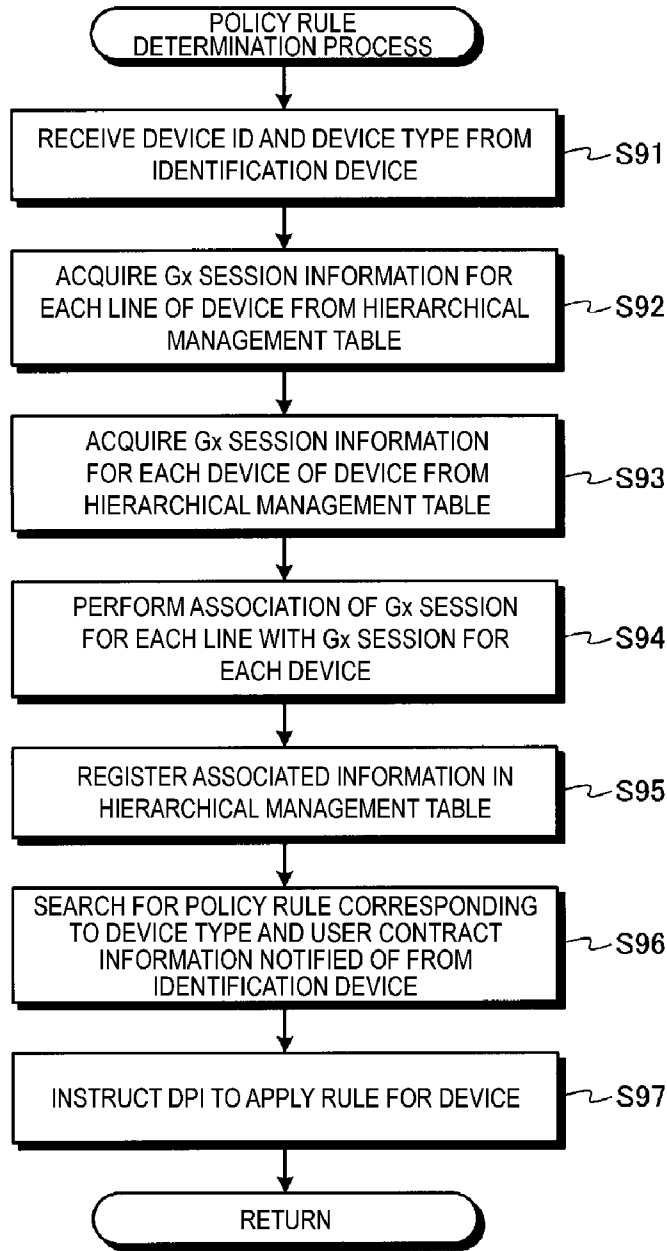 POLICY RULE
DETERMINATION PROCESS
RECEIVE DEVICE ID AND DEVICE TYPE FROM
IDENTIFICATION DEVICE
S91
ACQUIRE Gx SESSION INFORMATION FOR
EACH LINE OF DEVICE FROM HIERARCHICAL
MANAGEMENT TABLE
S92
ACQUIRE Gx SESSION INFORMATION
FOR EACH DEVICE OF DEVICE FROM
HIERARCHICAL MANAGEMENT TABLE
S93
PERFORM ASSOCIATION OF Gx SESSION
FOR EACH LINE WITH Gx SESSION FOR
EACH DEVICE
S94
REGISTER ASSOCIATED INFORMATION IN
HIERARCHICAL MANAGEMENT TABLE
S95
SEARCH FOR POLICY RULE CORRESPONDING
TO DEVICE TYPE AND USER CONTRACT
INFORMATION NOTIFIED OF FROM
IDENTIFICATION DEVICE
S96
INSTRUCT DPI TO APPLY RULE FOR DEVICE
S97
RETURN